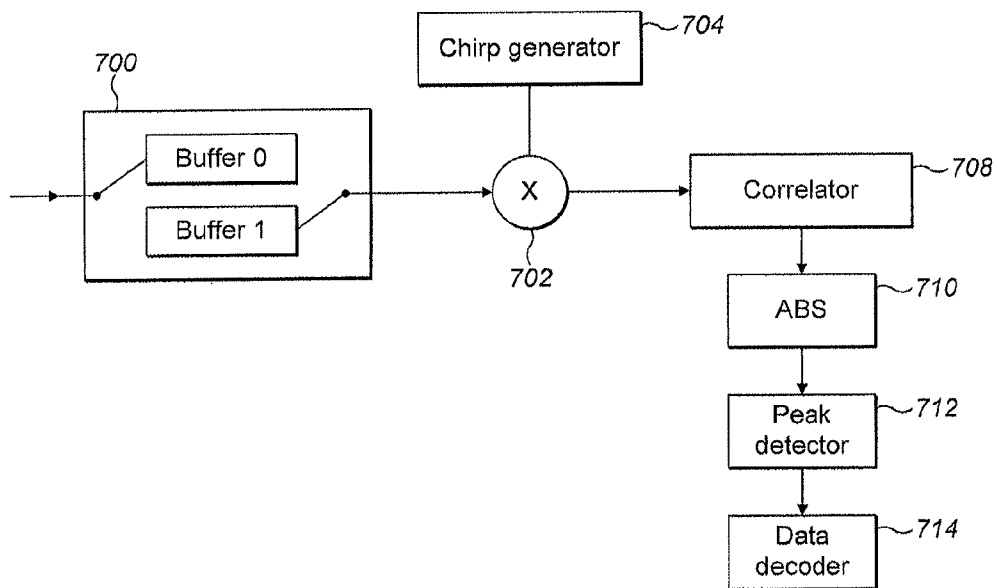 Chirp generator
704
700
Buffer 0
Buffer 1
X
702
Correlator
708
ABS
710
Peak
detector
712
Data
decoder
714